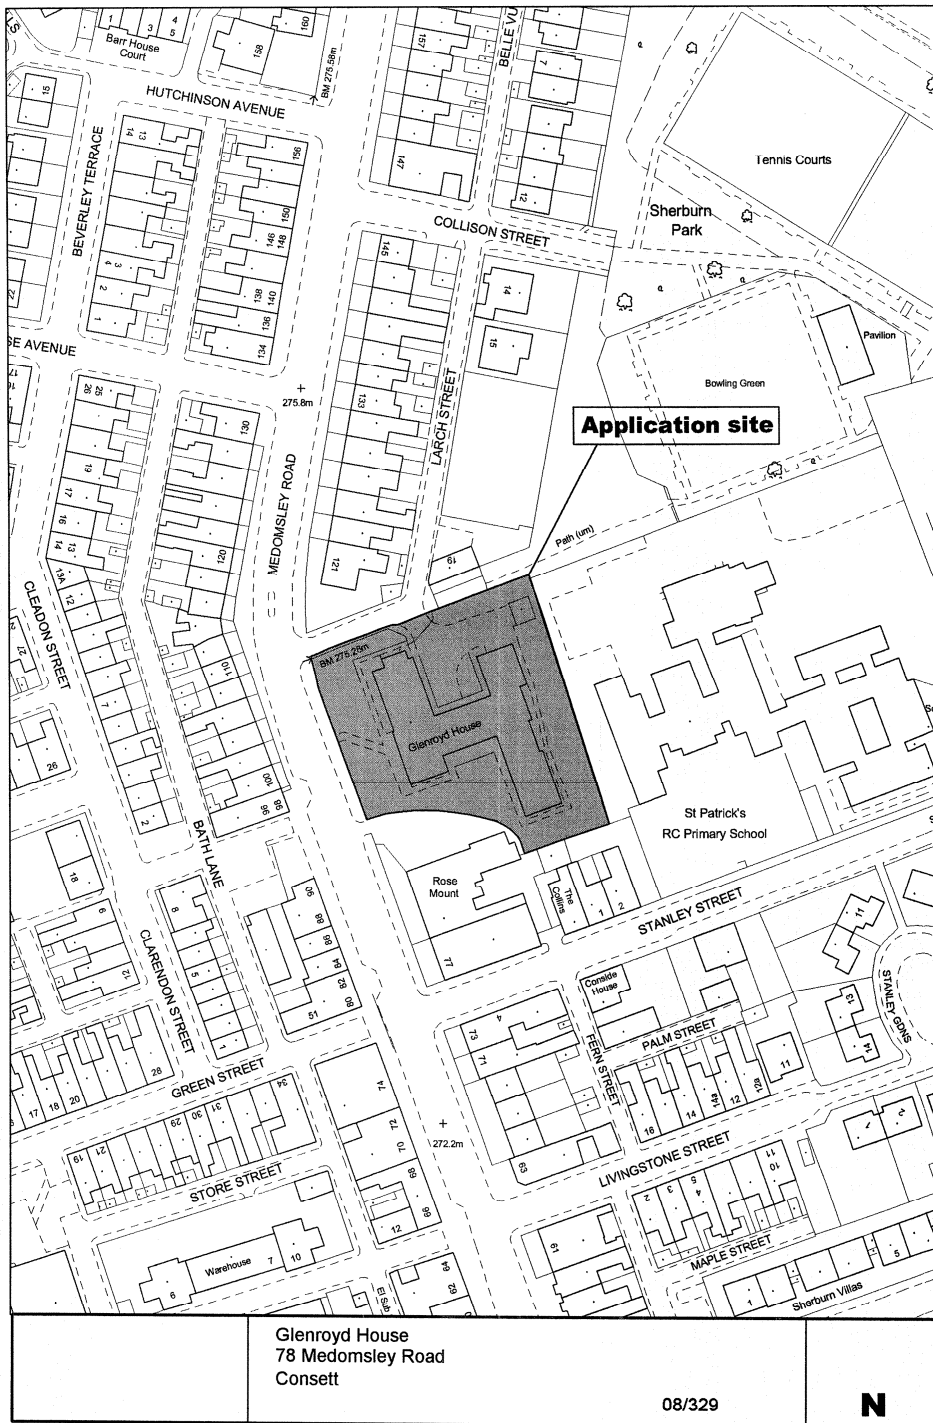 Barr House
Court
HUTCHINSON AVENUE
BM 275.58m
BELLE VU
BEVERLEY TERRACE
COLLISON STREET
Tennis Courts
Sherburn
Park
Pavilion
Bowling Green
SE AVENUE
275.8m
MEDOMSLEY ROAD
LARCH STREET
Application site
Path (um)
CLEADON STREET
BM 275.28m
Glenroyd House
St Patrick's
RC Primary School
BATH LANE
Rose
Mount
The
Collins
STANLEY STREET
CLARENDON STREET
Conside
House
STANLEY GDNS
PALM STREET
FERN STREET
GREEN STREET
272.2m
LIVINGSTONE STREET
STORE STREET
Warehouse
MAPLE STREET
El Sub
Sherburn Villas
Glenroyd House
78 Medomsley Road
Consett
08/329
N